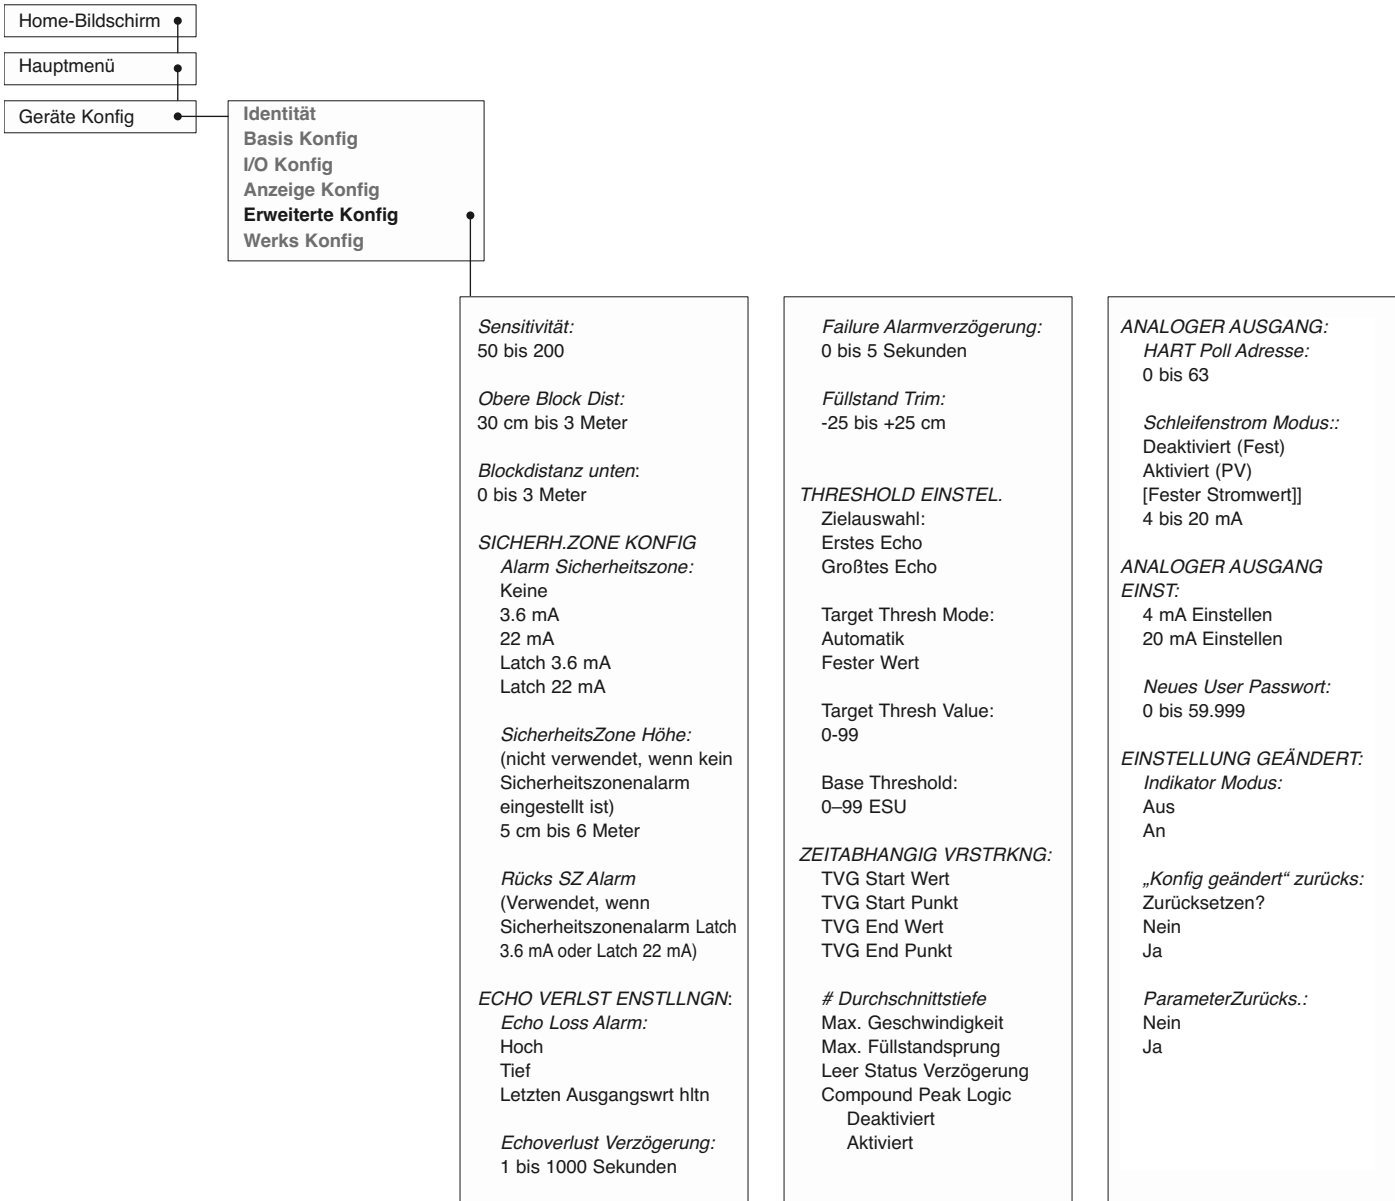 Home-Bildschirm
Hauptmenü
Geräte Konfig
Identität
Basis Konfig
I/O Konfig
Anzeige Konfig
Erweiterte Konfig
Werks Konfig
Sensitivität:
50 bis 200
Obere Block Dist:
30 cm bis 3 Meter
Blockdistanz unten:
0 bis 3 Meter
SICHERH.ZONE KONFIG
Alarm Sicherheitszone:
Keine
3.6 mA
22 mA
Latch 3.6 mA
Latch 22 mA
SicherheitsZone Höhe:
(nicht verwendet, wenn kein
Sicherheitszonenalarm
eingestellt ist)
5 cm bis 6 Meter
Rücks SZ Alarm
(Verwendet, wenn
Sicherheitszonenalarm Latch
3.6 mA oder Latch 22 mA)
ECHO VERLST ENSTLLNGN:
Echo Loss Alarm:
Hoch
Tief
Letzten Ausgangswrt hltn
Echoverlust Verzögerung:
1 bis 1000 Sekunden
Failure Alarmverzögerung:
0 bis 5 Sekunden
Füllstand Trim:
-25 bis +25 cm
THRESHOLD EINSTEL.
Zielauswahl:
Erstes Echo
Großtes Echo
Target Thresh Mode:
Automatik
Fester Wert
Target Thresh Value:
0-99
Base Threshold:
0–99 ESU
ZEITABHANGIG VRSTRKNG:
TVG Start Wert
TVG Start Punkt
TVG End Wert
TVG End Punkt
# Durchschnittstiefe
Max. Geschwindigkeit
Max. Füllstandsprung
Leer Status Verzögerung
Compound Peak Logic
Deaktiviert
Aktiviert
ANALOGER AUSGANG:
HART Poll Adresse:
0 bis 63
Schleifenstrom Modus::
Deaktiviert (Fest)
Aktiviert (PV)
[Fester Stromwert]]
4 bis 20 mA
ANALOGER AUSGANG
EINST:
4 mA Einstellen
20 mA Einstellen
Neues User Passwort:
0 bis 59.999
EINSTELLUNG GEÄNDERT:
Indikator Modus:
Aus
An
„Konfig geändert“ zurücks:
Zurücksetzen?
Nein
Ja
ParameterZurücks.:
Nein
Ja